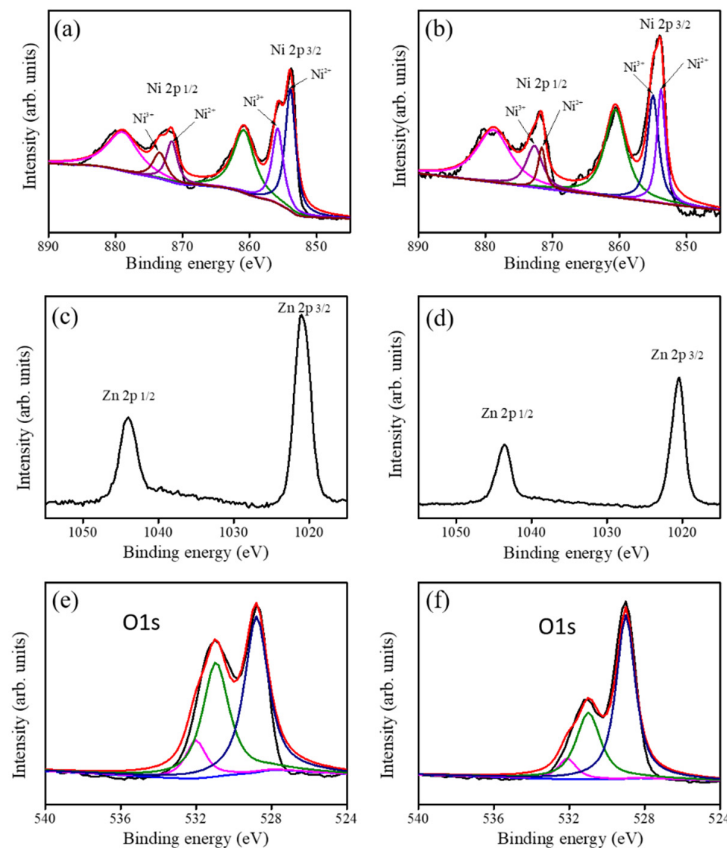 (a)
Ni 2p 3/2
Ni 2p 1/2
Ni³⁺
Ni²⁺
Ni³⁺
Ni²⁺
Intensity (arb. units)
890 880 870 860 850
Binding energy (eV)
(b)
Ni 2p 3/2
Ni 2p 1/2
Ni³⁺
Ni²⁺
Ni³⁺
Ni²⁺
Intensity (arb. units)
890 880 870 860 850
Binding energy(eV)
(c)
Zn 2p 3/2
Zn 2p 1/2
Intensity (arb. units)
1050 1040 1030 1020
Binding energy (eV)
(d)
Zn 2p 3/2
Zn 2p 1/2
Intensity (arb. units)
1050 1040 1030 1020
Binding energy (eV)
(e)
O1s
Intensity (arb. units)
540 536 532 528 524
Binding energy (eV)
(f)
O1s
Intensity (arb. units)
540 536 532 528 524
Binding energy (eV)